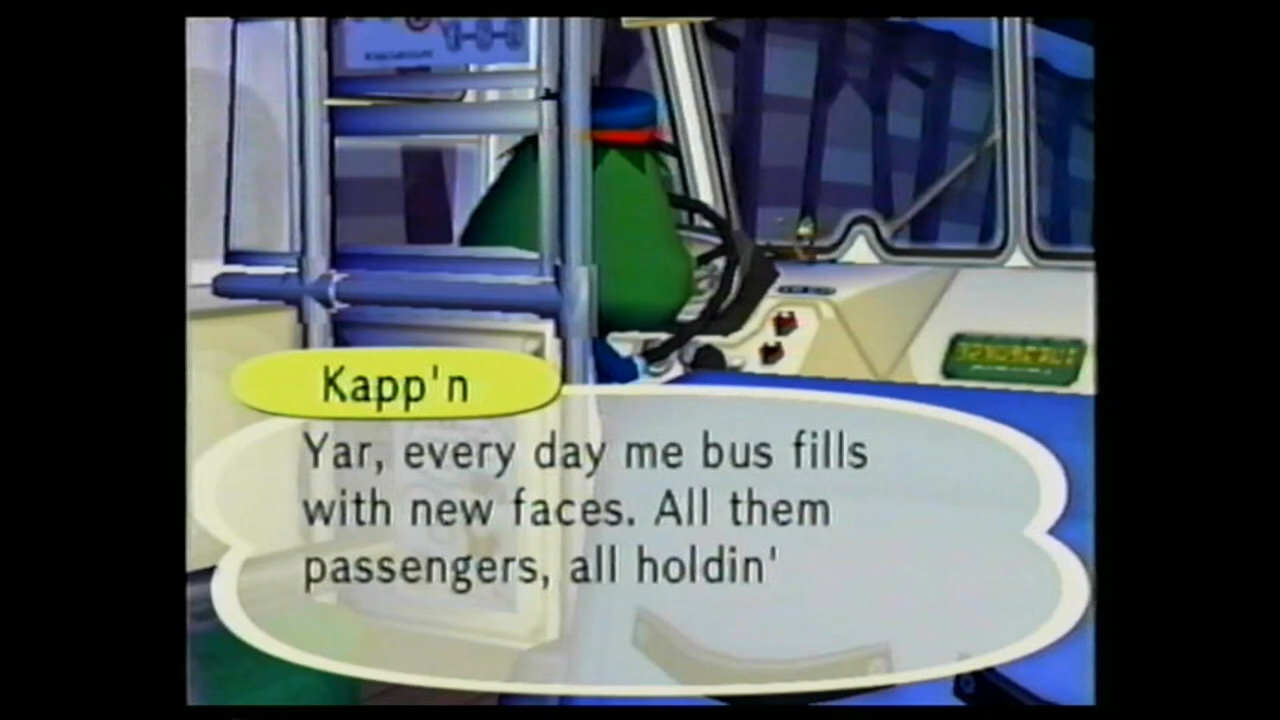 Kapp'n
Yar, every day me bus fills
with new faces. All them
passengers, all holdin'